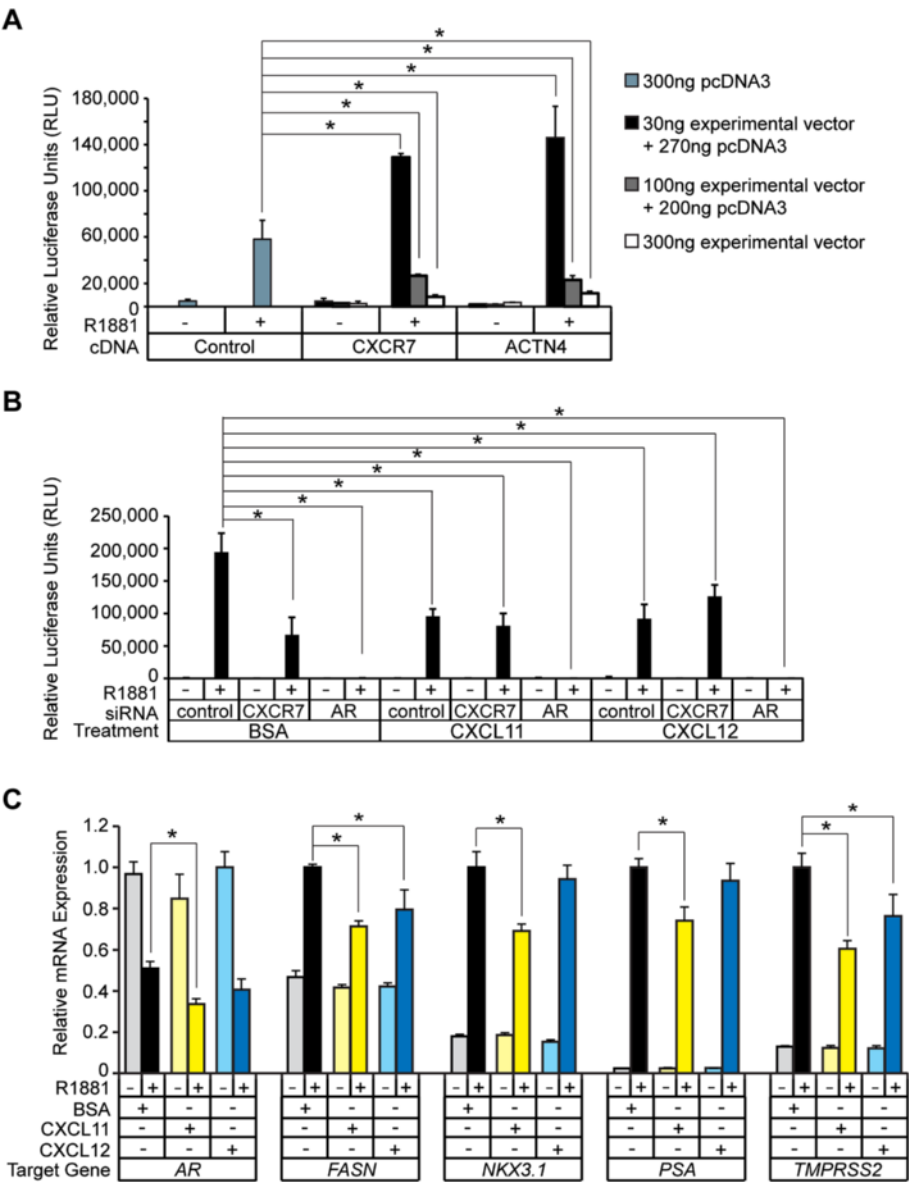 A
* 
*
*
*
*
*
Relative Luciferase Units (RLU)
180,000
140,000
100,000
60,000
20,000
0
300ng pcDNA3
30ng experimental vector
+ 270ng pcDNA3
100ng experimental vector
+ 200ng pcDNA3
300ng experimental vector
R1881 - + - + - +
cDNA Control CXCR7 ACTN4
B
*
*
*
*
*
*
*
*
Relative Luciferase Units (RLU)
250,000
200,000
150,000
100,000
50,000
0
R1881 - + - + - + - + - + - + - + - + - +
siRNA control CXCR7 AR control CXCR7 AR control CXCR7 AR
Treatment BSA CXCL11 CXCL12
C
* * * * * * *
Relative mRNA Expression
1.2
1.0
0.8
0.6
0.4
0.2
0
R1881 - + - + - + - + - + - + - + - + - + - + - + - + - + - + - +
BSA + - - + - - + - - + - - + - -
CXCL11 - + - - + - - + - - + - - + -
CXCL12 - - + - - + - - + - - + - - +
Target Gene AR FASN NKX3.1 PSA TMPRSS2